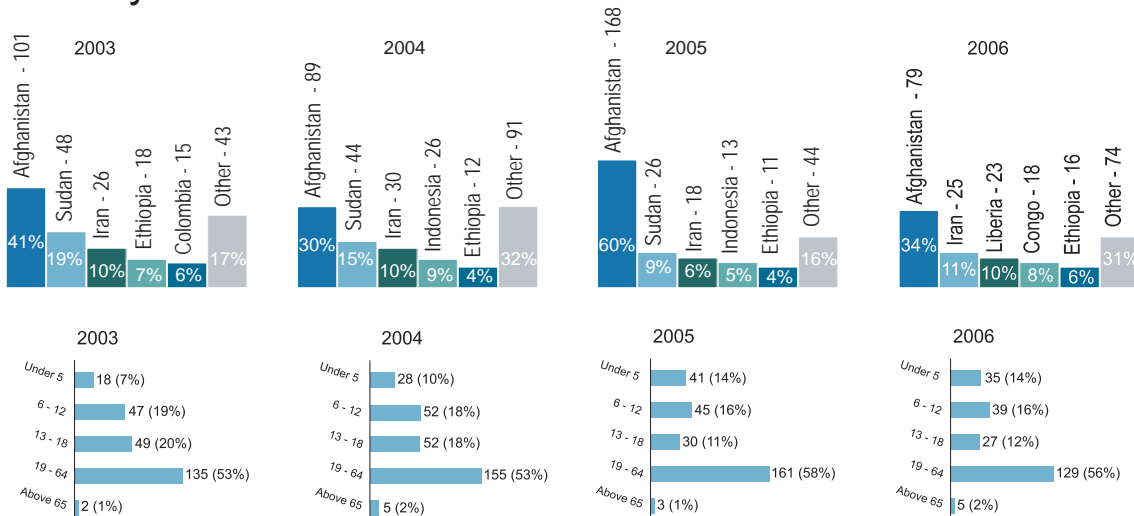 2003
Afghanistan - 101
Sudan - 48
Iran - 26
Ethiopia - 18
Colombia - 15
Other - 43
41%
19%
10%
7%
6%
17%
2004
Afghanistan - 89
Sudan - 44
Iran - 30
Indonesia - 26
Ethiopia - 12
Other - 91
30%
15%
10%
9%
4%
32%
2005
Afghanistan - 168
Sudan - 26
Iran - 18
Indonesia - 13
Ethiopia - 11
Other - 44
60%
9%
6%
5%
4%
16%
2006
Afghanistan - 79
Iran - 25
Liberia - 23
Congo - 18
Ethiopia - 16
Other - 74
34%
11%
10%
8%
6%
31%
2003
Under 5 18 (7%)
6 - 12 47 (19%)
13 - 18 49 (20%)
19 - 64 135 (53%)
Above 65 2 (1%)
2004
Under 5 28 (10%)
6 - 12 52 (18%)
13 - 18 52 (18%)
19 - 64 155 (53%)
Above 65 5 (2%)
2005
Under 5 41 (14%)
6 - 12 45 (16%)
13 - 18 30 (11%)
19 - 64 161 (58%)
Above 65 3 (1%)
2006
Under 5 35 (14%)
6 - 12 39 (16%)
13 - 18 27 (12%)
19 - 64 129 (56%)
Above 65 5 (2%)